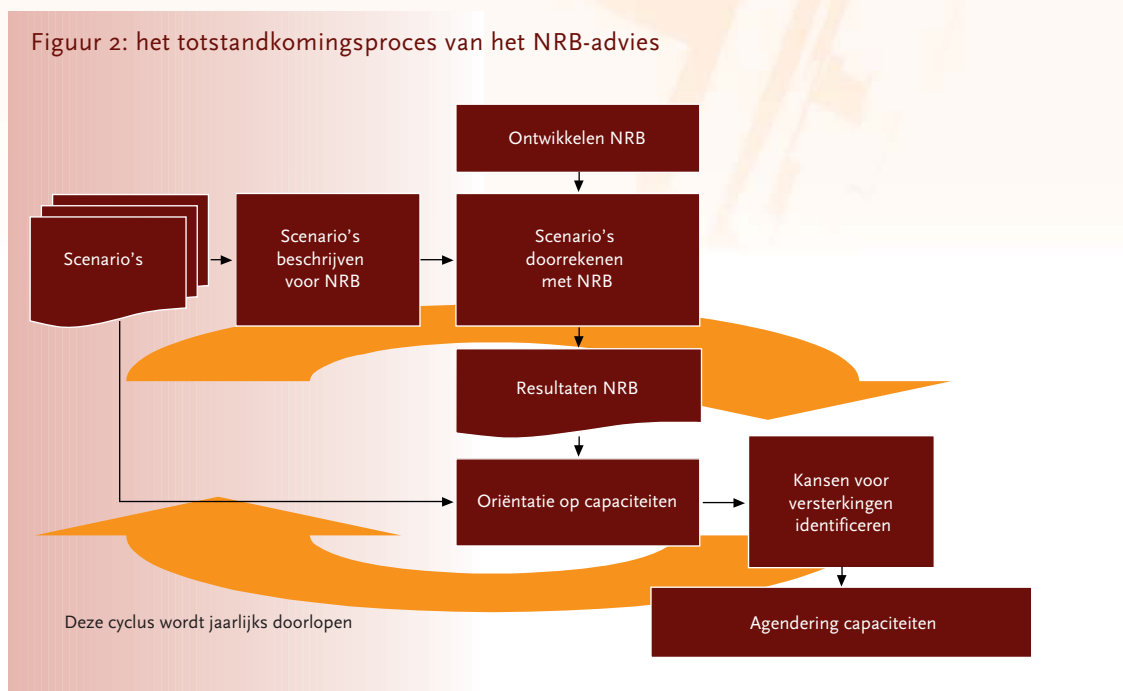 Figuur 2: het totstandkomingsproces van het NRB-advies
Ontwikkelen NRB
Scenario's
Scenario's
beschrijven
voor NRB
Scenario's
doorrekenen
met NRB
Resultaten NRB
Oriëntatie op capaciteiten
Kansen voor
versterkingen
identificeren
Deze cyclus wordt jaarlijks doorlopen
Agendering capaciteiten